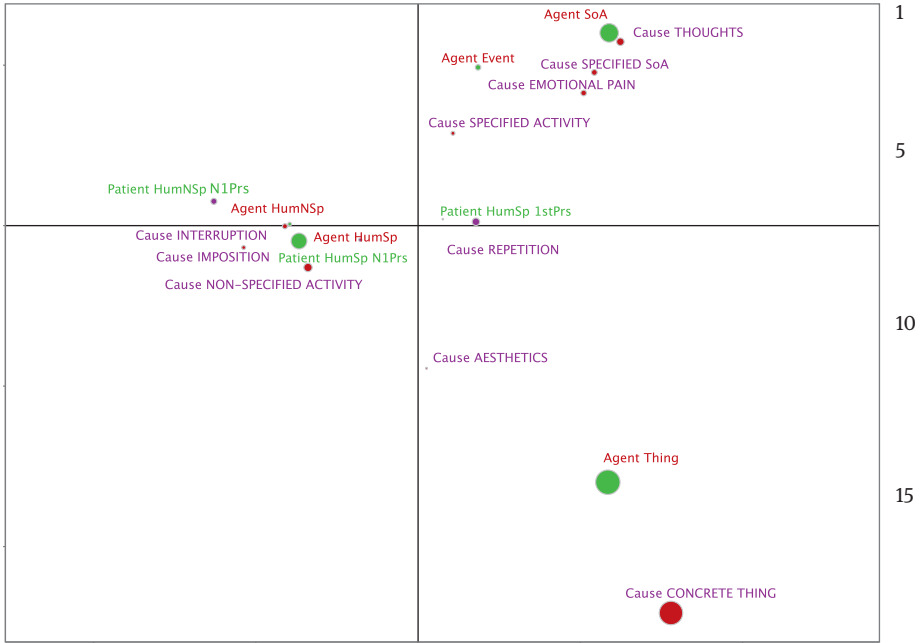 1
Agent SoA
Cause THOUGHTS
Agent Event
Cause SPECIFIED SoA
Cause EMOTIONAL PAIN
Cause SPECIFIED ACTIVITY
5
Patient HumNSp N1Prs
Agent HumNSp
Patient HumSp 1stPrs
Cause INTERRUPTION
Agent HumSp
Cause REPETITION
Cause IMPOSITION
Patient HumSp N1Prs
Cause NON-SPECIFIED ACTIVITY
10
Cause AESTHETICS
Agent Thing
15
Cause CONCRETE THING